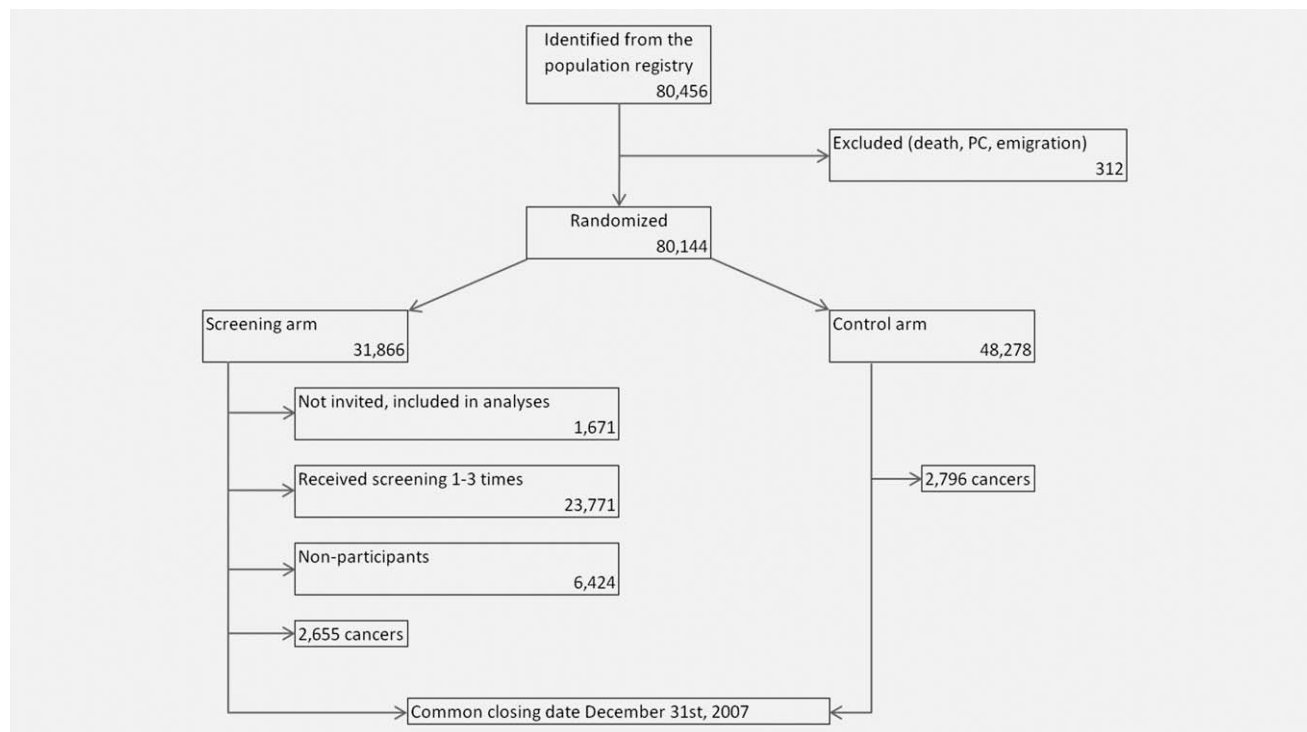 Identified from the
population registry
80,456
Excluded (death, PC, emigration)
312
Randomized
80,144
Screening arm
31,866
Control arm
48,278
Not invited, included in analyses
1,671
Received screening 1-3 times
23,771
2,796 cancers
Non-participants
6,424
2,655 cancers
Common closing date December 31st, 2007